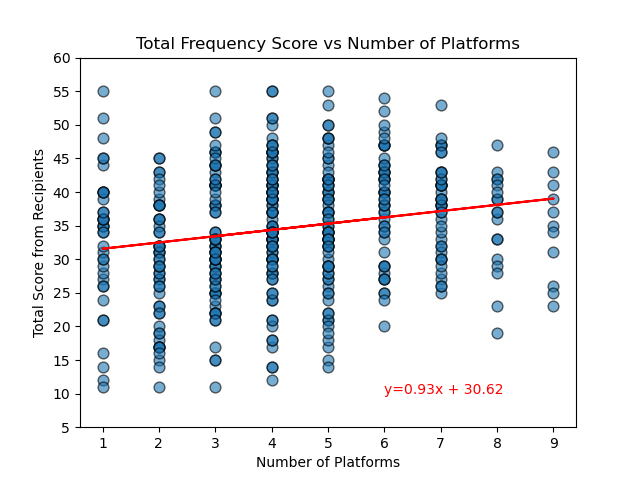 Total Frequency Score vs Number of Platforms
60
55
50
45
40
35
30
25
20
15
10
5
Total Score from Recipients
y=0.93x + 30.62
1 2 3 4 5 6 7 8 9
Number of Platforms